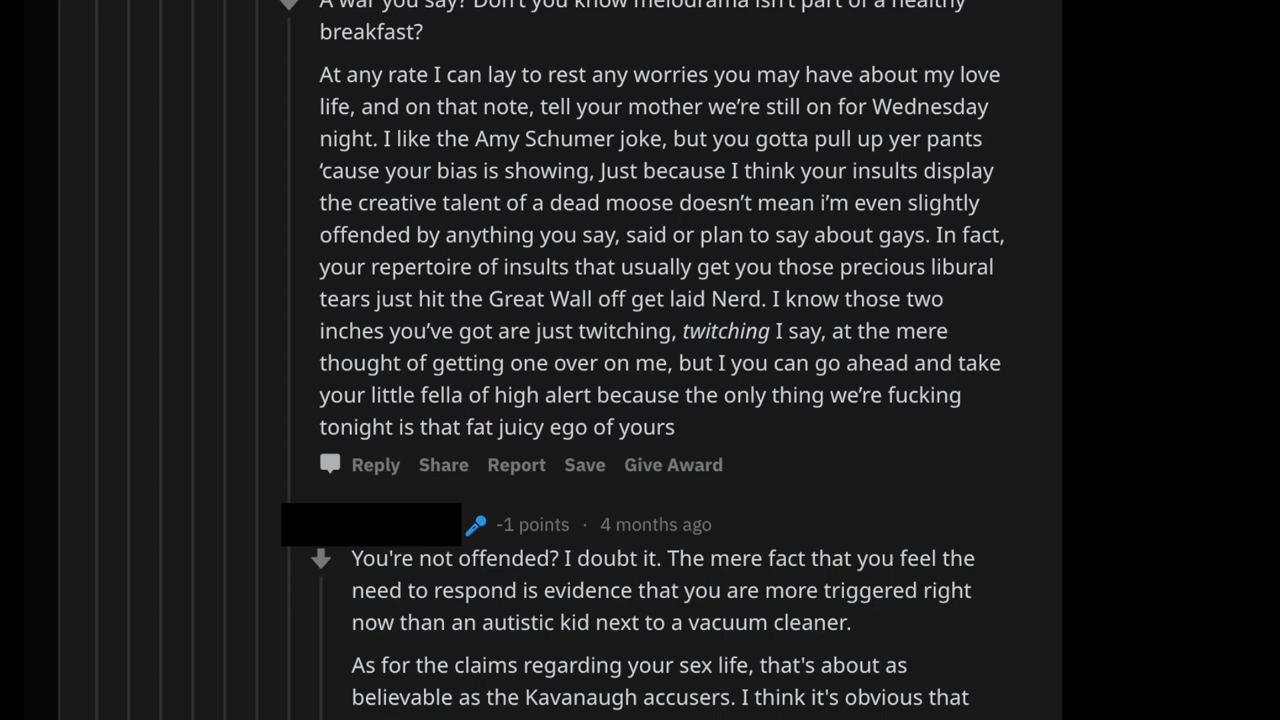 A war you say? Don't you know melodrama isn't part of a healthy
breakfast?
At any rate I can lay to rest any worries you may have about my love
life, and on that note, tell your mother we’re still on for Wednesday
night. I like the Amy Schumer joke, but you gotta pull up yer pants
‘cause your bias is showing, Just because I think your insults display
the creative talent of a dead moose doesn’t mean i’m even slightly
offended by anything you say, said or plan to say about gays. In fact,
your repertoire of insults that usually get you those precious libural
tears just hit the Great Wall off get laid Nerd. I know those two
inches you’ve got are just twitching, twitching I say, at the mere
thought of getting one over on me, but I you can go ahead and take
your little fella of high alert because the only thing we’re fucking
tonight is that fat juicy ego of yours
Reply Share Report Save Give Award
-1 points · 4 months ago
You're not offended? I doubt it. The mere fact that you feel the
need to respond is evidence that you are more triggered right
now than an autistic kid next to a vacuum cleaner.
As for the claims regarding your sex life, that's about as
believable as the Kavanaugh accusers. I think it's obvious that